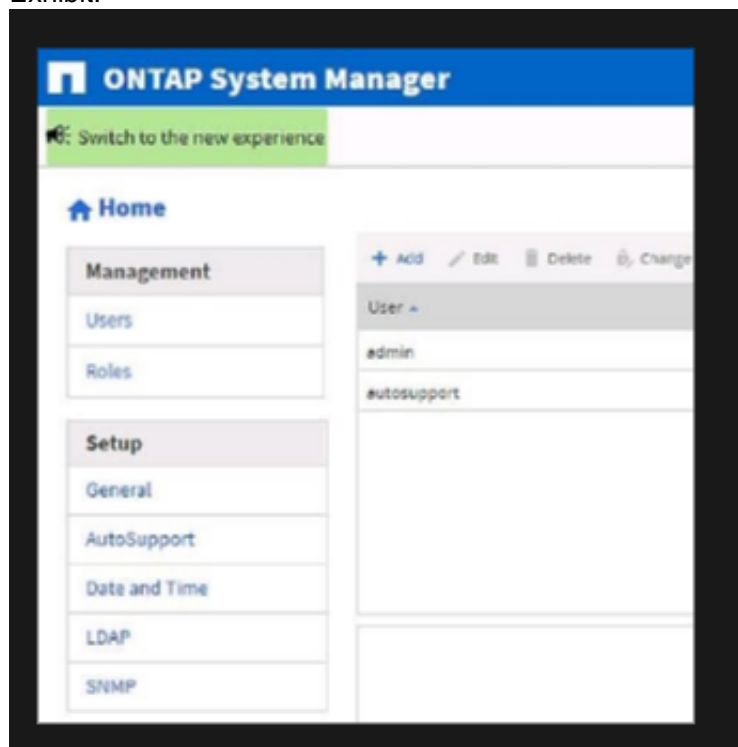 ONTAP System Manager
Switch to the new experience
Home
Management
Users
Roles
Setup
General
AutoSupport
Date and Time
LDAP
SNMP
+ Add Edit Delete Change
User
admin
autosupport